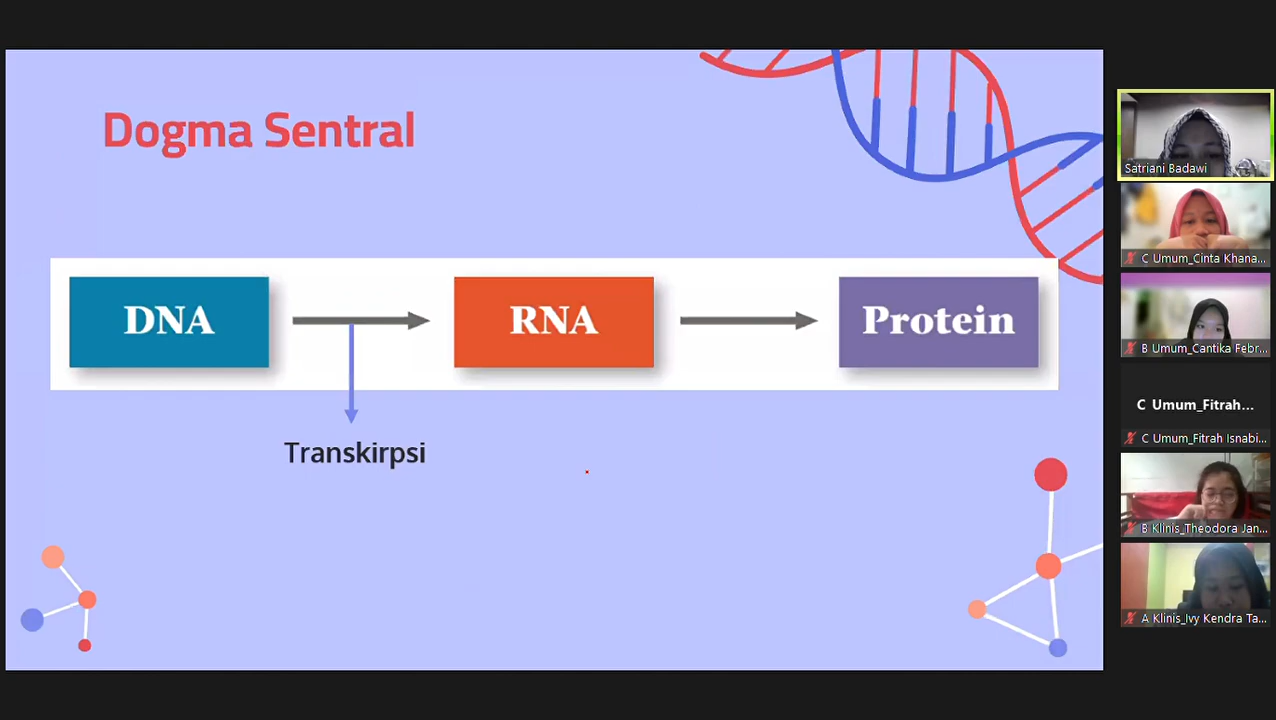 Dogma Sentral
DNA
RNA
Protein
Transkirpsi
Satriani Badawi
C Umum_Cinta Khana...
B Umum_Cantika Febr...
C Umum_Fitrah...
C Umum_Fitrah Isnabi...
B Klinis_Theodora Jan...
A Klinis_Ivy Kendra Ta...